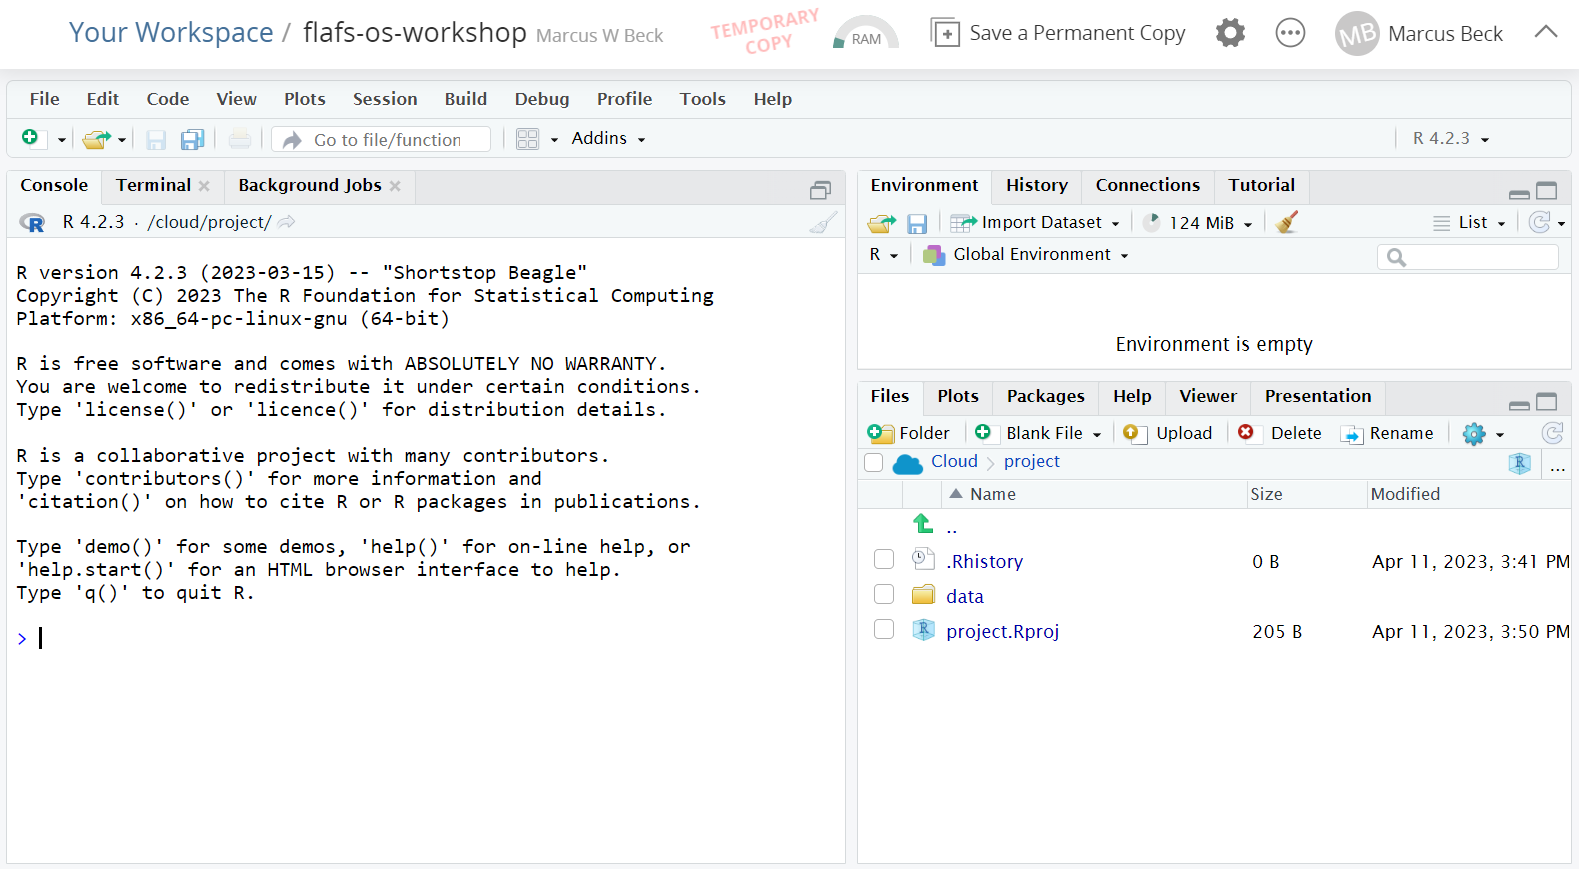 Your Workspace / flafs-os-workshop Marcus W Beck
TEMPORARY
COPY
RAM
Save a Permanent Copy
MB
Marcus Beck
File Edit Code View Plots Session Build Debug Profile Tools Help
Go to file/function
Addins
R 4.2.3
Console Terminal Background Jobs
R 4.2.3 · /cloud/project/
R version 4.2.3 (2023-03-15) -- "Shortstop Beagle"
Copyright (C) 2023 The R Foundation for Statistical Computing
Platform: x86_64-pc-linux-gnu (64-bit)
R is free software and comes with ABSOLUTELY NO WARRANTY.
You are welcome to redistribute it under certain conditions.
Type 'license()' or 'licence()' for distribution details.
R is a collaborative project with many contributors.
Type 'contributors()' for more information and
'citation()' on how to cite R or R packages in publications.
Type 'demo()' for some demos, 'help()' for on-line help, or
'help.start()' for an HTML browser interface to help.
Type 'q()' to quit R.
>
Environment History Connections Tutorial
Import Dataset 124 MiB List
R Global Environment
Environment is empty
Files Plots Packages Help Viewer Presentation
Folder Blank File Upload Delete Rename
Cloud project R ...
Name Size Modified
..
.Rhistory 0 B Apr 11, 2023, 3:41 PM
data
project.Rproj 205 B Apr 11, 2023, 3:50 PM